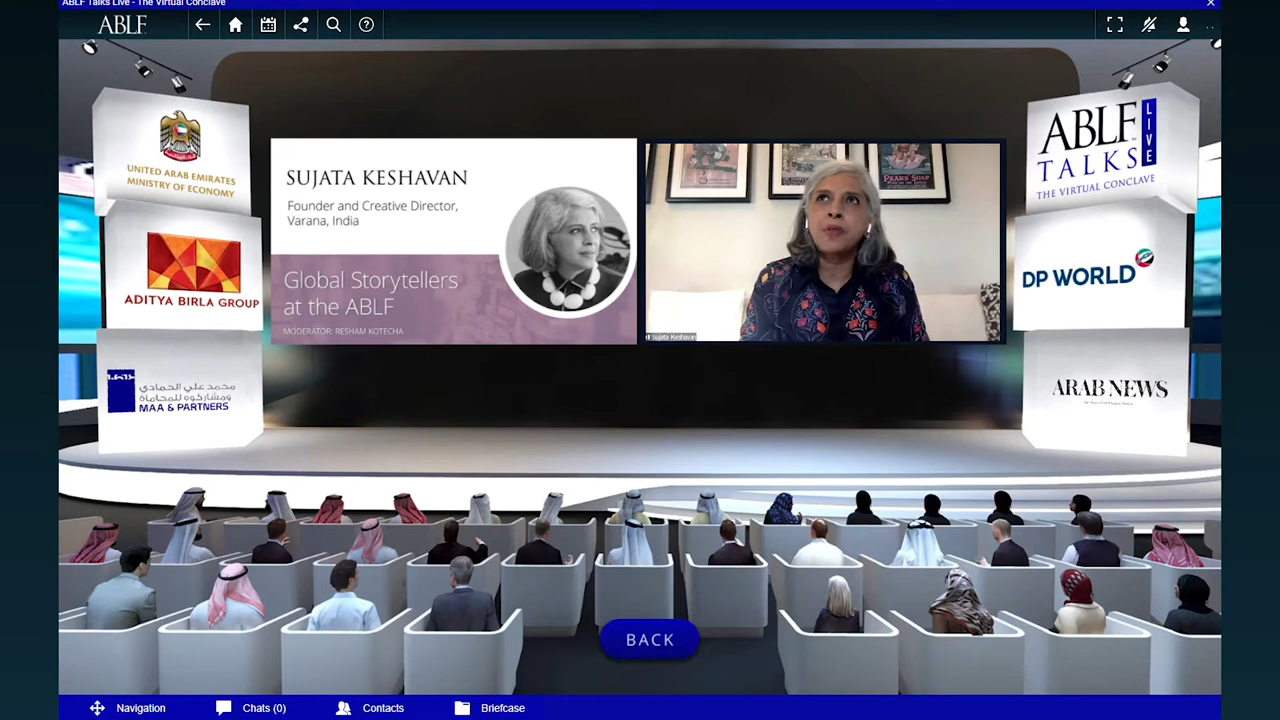 ABLF Talks Live - The Virtual Conclave
ABLF
UNITED ARAB EMIRATES
MINISTRY OF ECONOMY
ADITYA BIRLA GROUP
محمد علي الحمادي
ومشاركوه للمحاماة
MAA & PARTNERS
SUJATA KESHAVAN
Founder and Creative Director,
Varana, India
Global Storytellers
at the ABLF
MODERATOR: RESHAM KOTECHA
PEARS' SOAP
Sujata Keshavan
ABLF
LIVE
TALKS
THE VIRTUAL CONCLAVE
DP WORLD
ARAB NEWS
BACK
Navigation
Chats (0)
Contacts
Briefcase